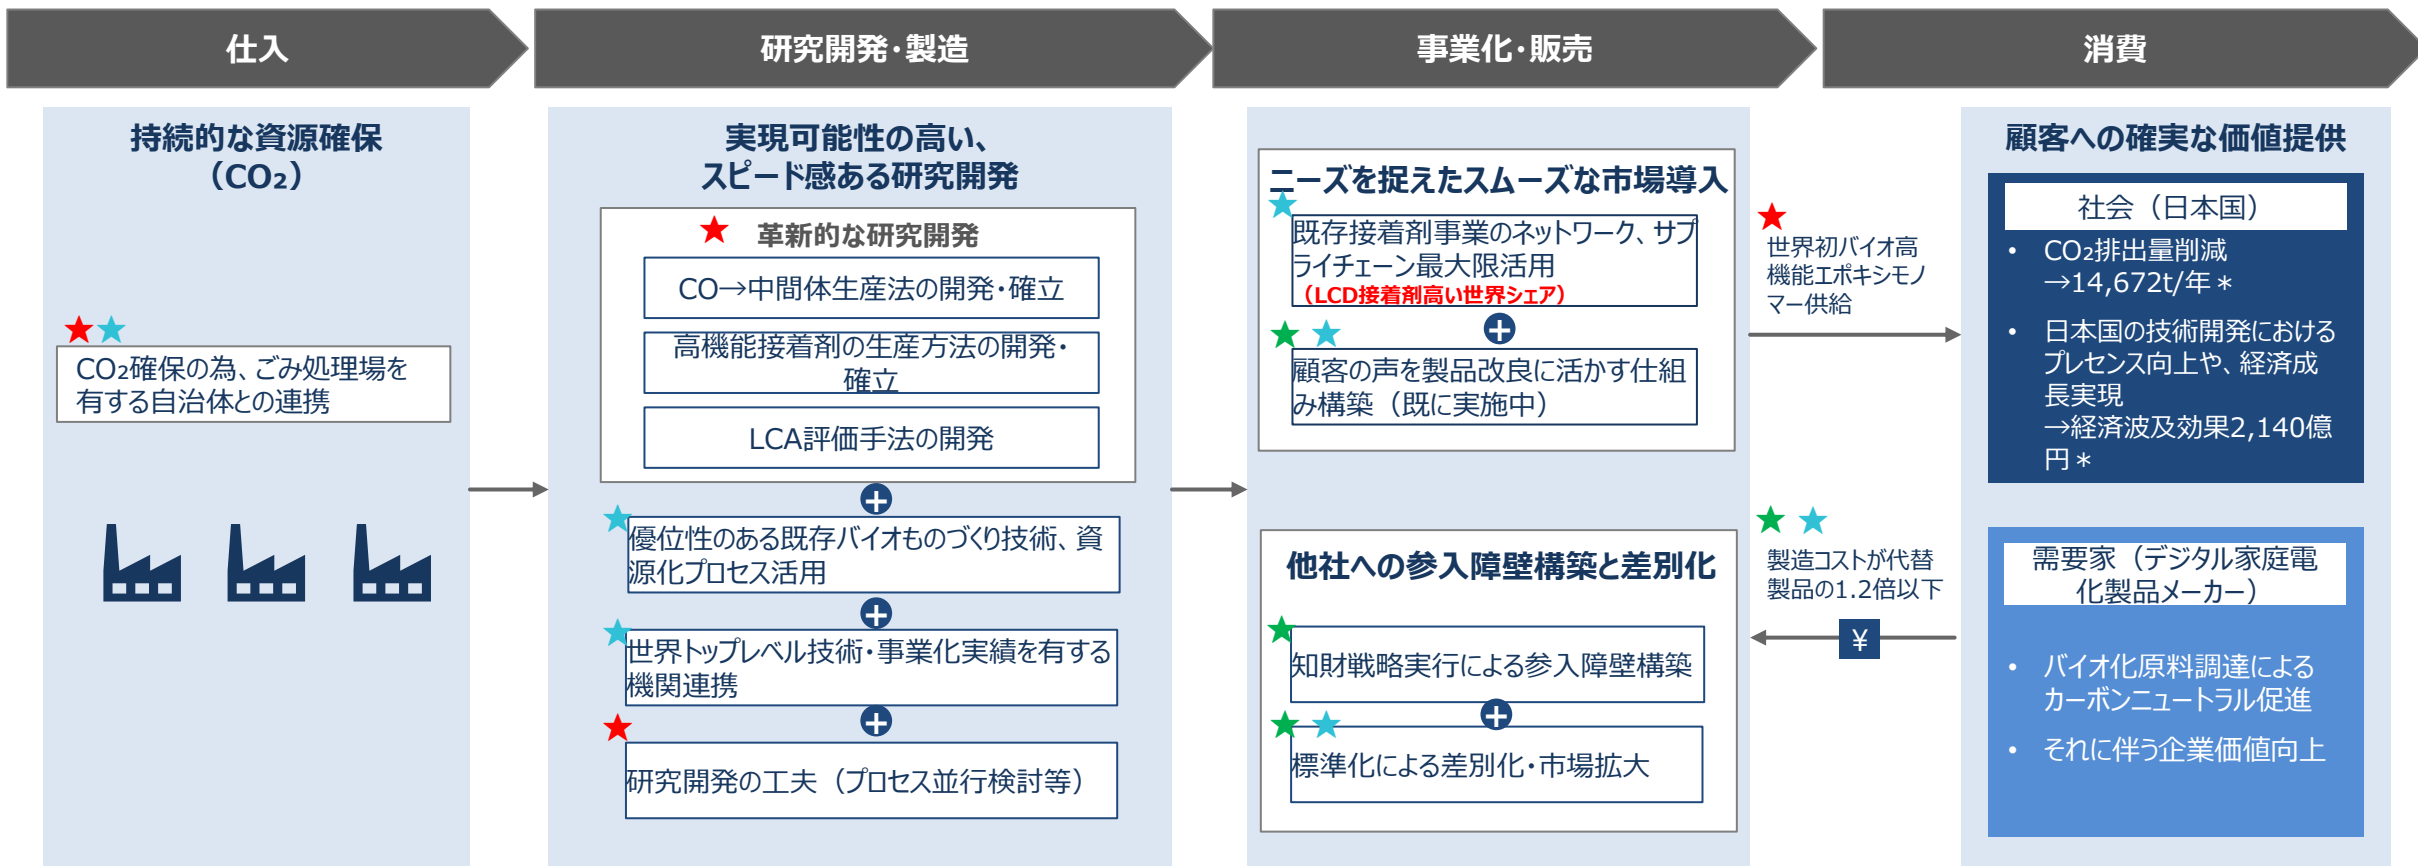 仕入
研究開発・製造
事業化・販売
消費
持続的な資源確保
（CO₂）
CO₂確保の為、ごみ処理場を
有する自治体との連携
実現可能性の高い、
スピード感ある研究開発
革新的な研究開発
CO→中間体生産法の開発・確立
高機能接着剤の生産方法の開発・
確立
LCA評価手法の開発
優位性のある既存バイオものづくり技術、資
源化プロセス活用
世界トップレベル技術・事業化実績を有する
機関連携
研究開発の工夫（プロセス並行検討等）
ニーズを捉えたスムーズな市場導入
既存接着剤事業のネットワーク、サプ
ライチェーン最大限活用
（LCD接着剤高い世界シェア）
顧客の声を製品改良に活かす仕組
み構築（既に実施中）
他社への参入障壁構築と差別化
知財戦略実行による参入障壁構築
標準化による差別化・市場拡大
世界初バイオ高
機能エポキシモノ
マー供給
製造コストが代替
製品の1.2倍以下
¥
顧客への確実な価値提供
社会（日本国）
• CO₂排出量削減
→14,672t/年＊
• 日本国の技術開発における
プレセンス向上や、経済成
長実現
→経済波及効果2,140億
円＊
需要家（デジタル家庭電
化製品メーカー）
• バイオ化原料調達による
カーボンニュートラル促進
• それに伴う企業価値向上